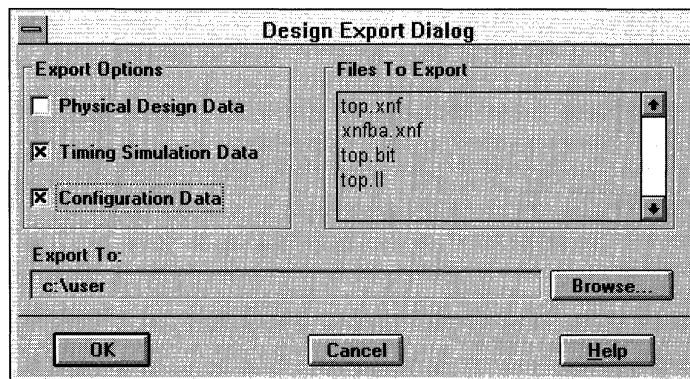 Design Export Dialog
Export Options
Physical Design Data
Timing Simulation Data
Configuration Data
Files To Export
top.xnf
xnfba.xnf
top.bit
top.ll
Export To:
c:\user
Browse...
OK
Cancel
Help